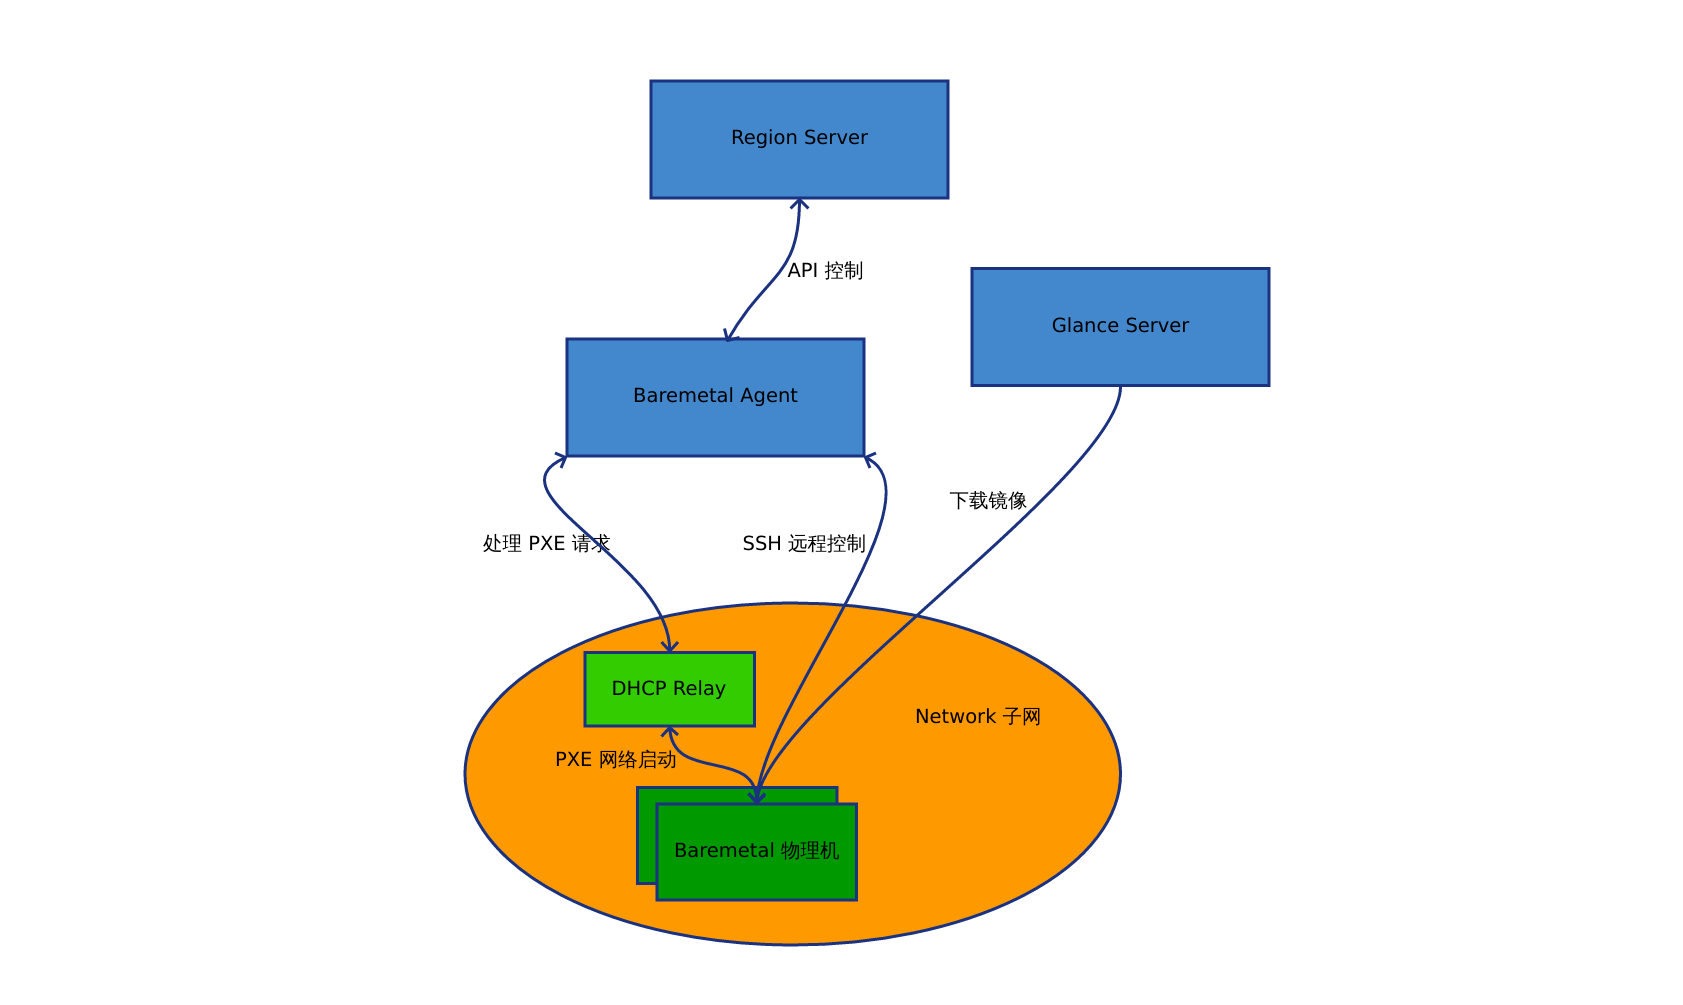 Region Server
API 控制
Glance Server
Baremetal Agent
下载镜像
处理 PXE 请求
SSH 远程控制
DHCP Relay
Network 子网
PXE 网络启动
Baremetal 物理机